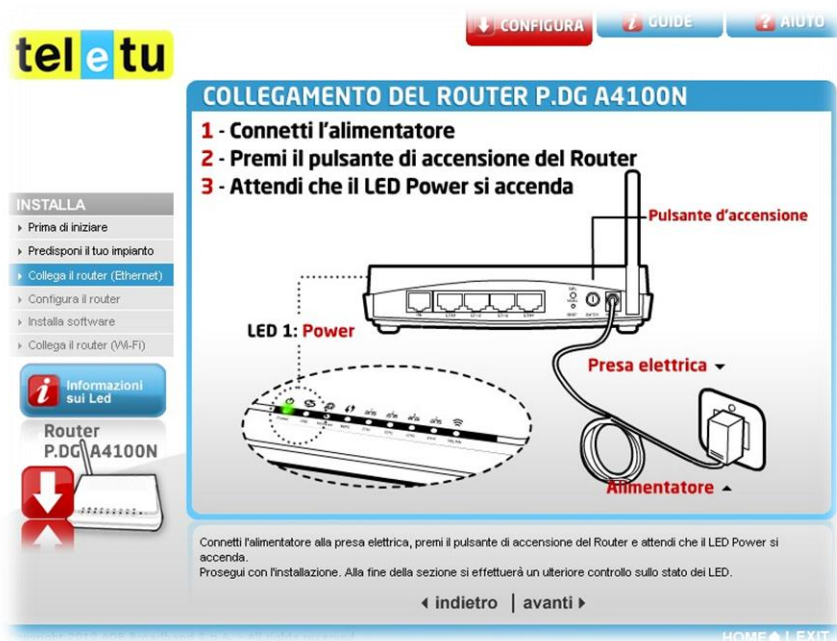 CONFIGURA
GUIDE
AIUTO
teletu
COLLEGAMENTO DEL ROUTER P.DG A4100N
1 - Connetti l'alimentatore
2 - Premi il pulsante di accensione del Router
3 - Attendi che il LED Power si accenda
INSTALLA
Prima di iniziare
Predisponi il tuo impianto
Collega il router (Ethernet)
Configura il router
Installa software
Collega il router (Wi-Fi)
Informazioni
sui Led
Router
P.DG A4100N
Pulsante d'accensione
LED 1: Power
Presa elettrica
Alimentatore
Connetti l'alimentatore alla presa elettrica, premi il pulsante di accensione del Router e attendi che il LED Power si
accenda.
Prosegui con l'installazione. Alla fine della sezione si effettuerà un ulteriore controllo sullo stato dei LED.
indietro | avanti
HOME | EXIT